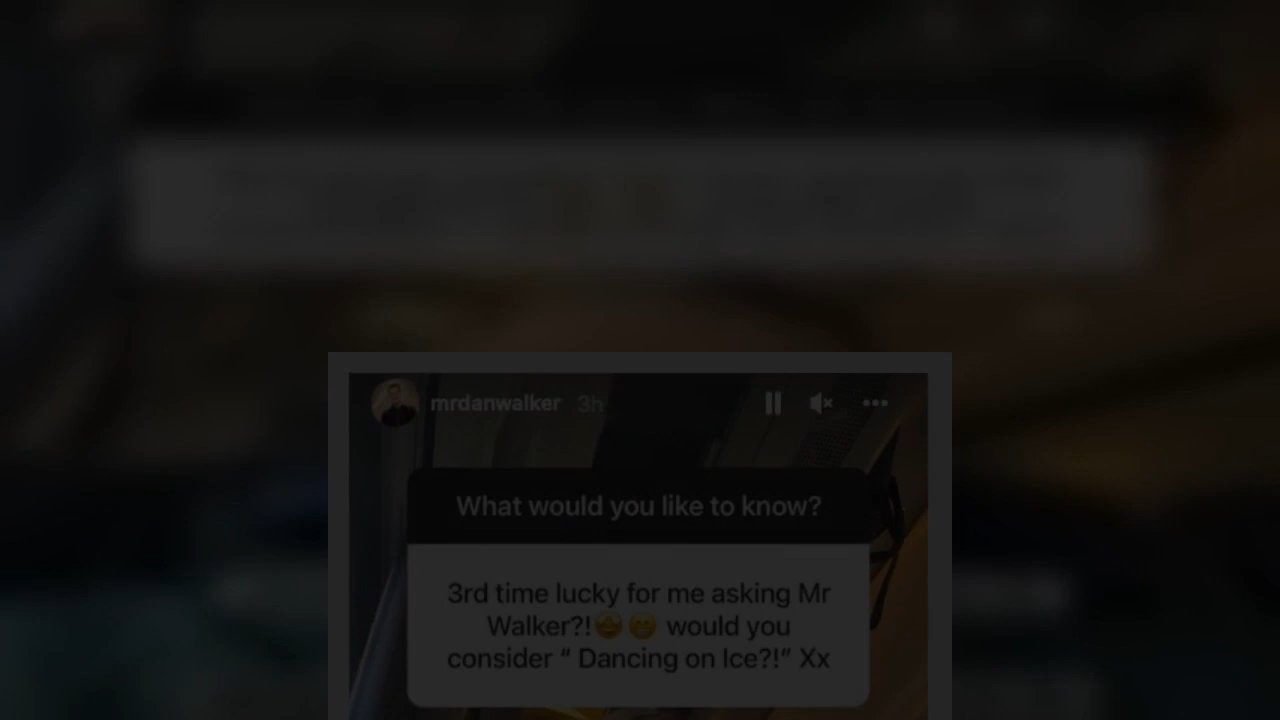 mrdanwalker 3h
What would you like to know?
3rd time lucky for me asking Mr
Walker?!🤩😁 would you
consider “ Dancing on Ice?!” Xx